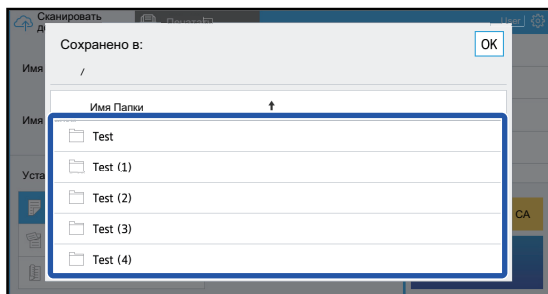 Сканировать
Печатать
User
Сохранено в:
OK
Имя
/
Имя Папки
Имя
Test
Test (1)
Уста
Test (2)
CA
Test (3)
Test (4)